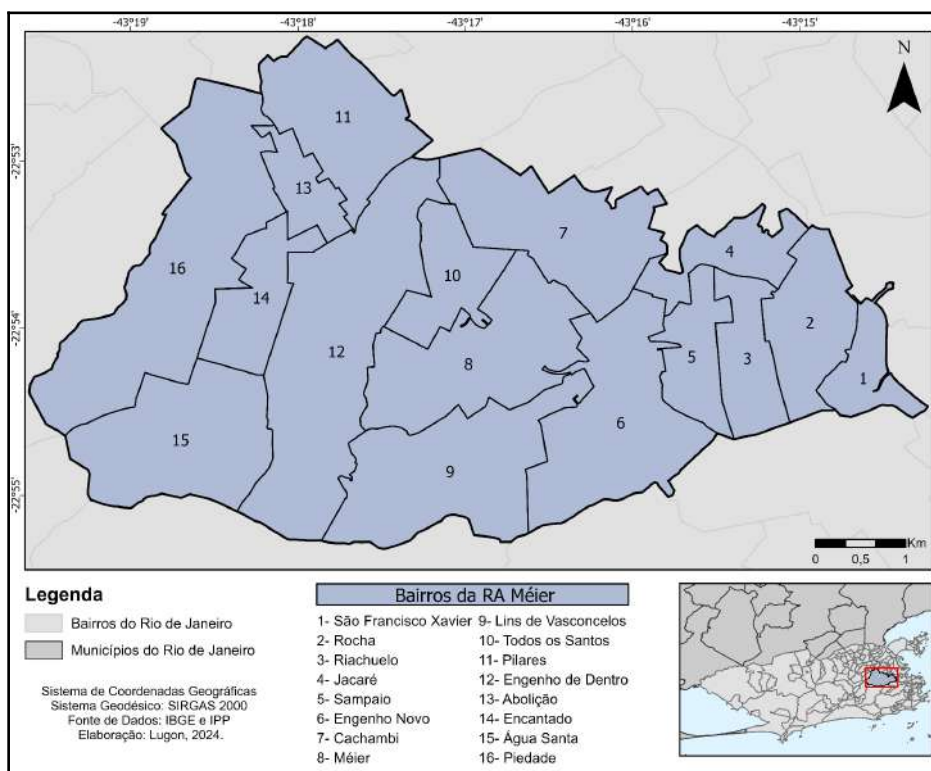 -43°19' -43°18' -43°17' -43°16' -43°15'
N
-22°53'
-22°54'
-22°55'
11
13
7
4
16
10
14
2
12
5
3
8
1
6
15
9
Km
0 0,5 1
Legenda
Bairros do Rio de Janeiro
Municípios do Rio de Janeiro
Sistema de Coordenadas Geográficas
Sistema Geodésico: SIRGAS 2000
Fonte de Dados: IBGE e IPP
Elaboração: Lugon, 2024.
Bairros da RA Méier
1- São Francisco Xavier 9- Lins de Vasconcelos
2- Rocha 10- Todos os Santos
3- Riachuelo 11- Pilares
4- Jacaré 12- Engenho de Dentro
5- Sampaio 13- Abolição
6- Engenho Novo 14- Encantado
7- Cachambi 15- Água Santa
8- Méier 16- Piedade